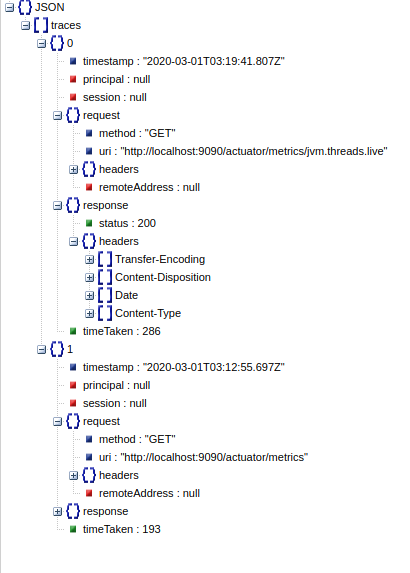 JSON
traces
0
timestamp : "2020-03-01T03:19:41.807Z"
principal : null
session : null
request
method : "GET"
uri : "http://localhost:9090/actuator/metrics/jvm.threads.live"
headers
remoteAddress : null
response
status : 200
headers
Transfer-Encoding
Content-Disposition
Date
Content-Type
timeTaken : 286
1
timestamp : "2020-03-01T03:12:55.697Z"
principal : null
session : null
request
method : "GET"
uri : "http://localhost:9090/actuator/metrics"
headers
remoteAddress : null
response
timeTaken : 193